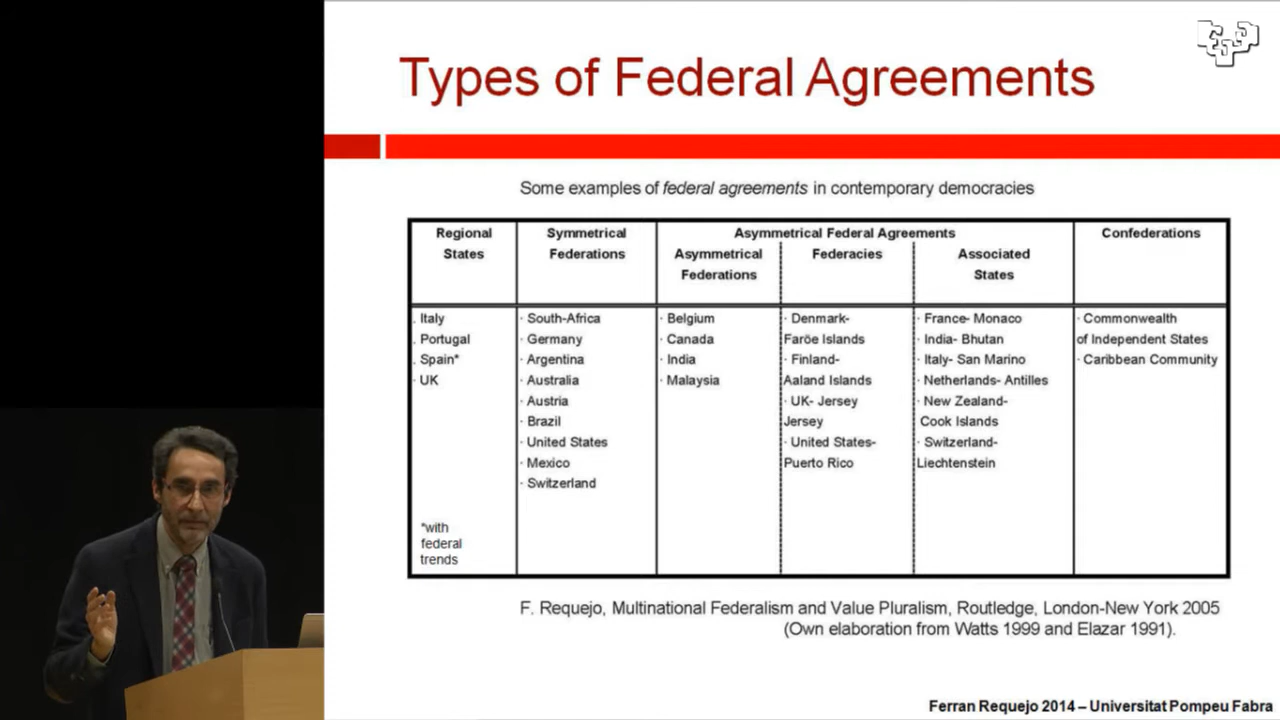 Types of Federal Agreements
Some examples of federal agreements in contemporary democracies
Regional
States
Symmetrical
Federations
Asymmetrical Federal Agreements
Asymmetrical
Federations
Federacies
Associated
States
Confederations
. Italy
. Portugal
. Spain*
· UK
*with
federal
trends
· South-Africa
· Germany
· Argentina
· Australia
· Austria
· Brazil
· United States
· Mexico
· Switzerland
· Belgium
· Canada
· India
· Malaysia
· Denmark-
Faröe Islands
· Finland-
Aaland Islands
· UK- Jersey
Jersey
· United States-
Puerto Rico
· France- Monaco
· India- Bhutan
· Italy- San Marino
· Netherlands- Antilles
· New Zealand-
Cook Islands
· Switzerland-
Liechtenstein
· Commonwealth
of Independent States
· Caribbean Community
F. Requejo, Multinational Federalism and Value Pluralism, Routledge, London-New York 2005
(Own elaboration from Watts 1999 and Elazar 1991).
Ferran Requejo 2014 – Universitat Pompeu Fabra